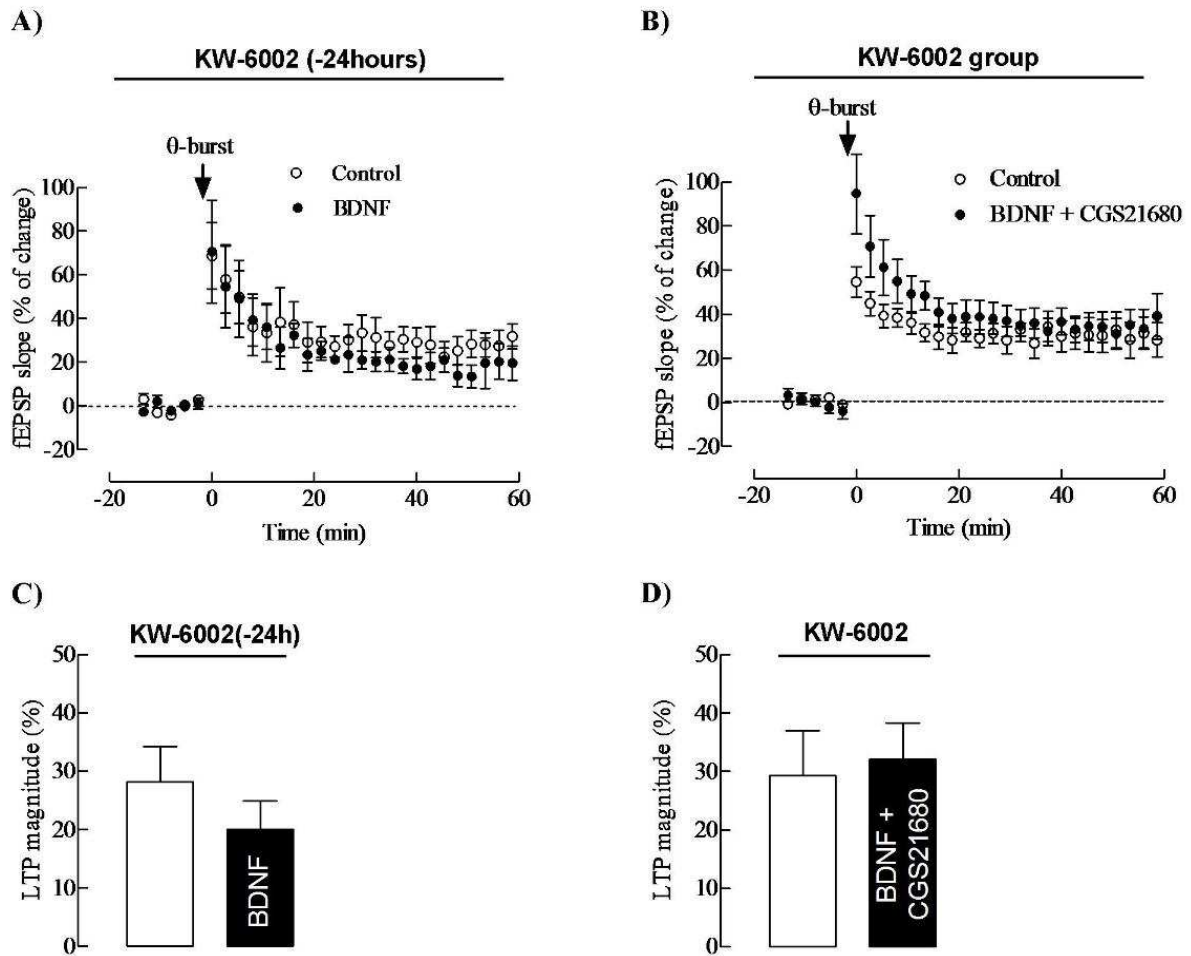 A)
KW-6002 (-24hours)
θ-burst
Control
BDNF
fEPSP slope (% of change)
100
80
60
40
20
0
-20
-20 0 20 40 60
Time (min)
B)
KW-6002 group
θ-burst
Control
BDNF + CGS21680
fEPSP slope (% of change)
100
80
60
40
20
0
-20
-20 0 20 40 60
Time (min)
C)
KW-6002(-24h)
LTP magnitude (%)
50
40
30
20
10
0
BDNF
D)
KW-6002
LTP magnitude (%)
50
40
30
20
10
0
BDNF +
CGS21680